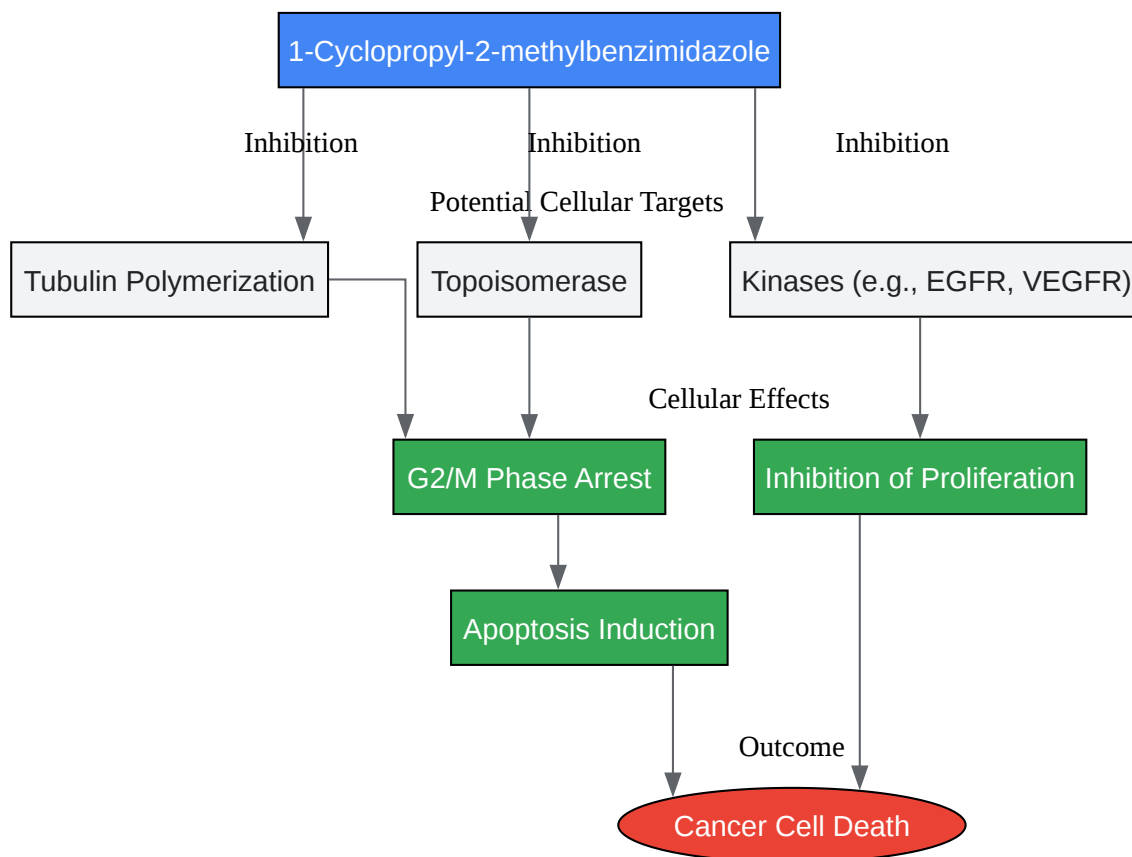 1-Cyclopropyl-2-methylbenzimidazole
Inhibition
Inhibition
Inhibition
Potential Cellular Targets
Tubulin Polymerization
Topoisomerase
Kinases (e.g., EGFR, VEGFR)
Cellular Effects
G2/M Phase Arrest
Inhibition of Proliferation
Apoptosis Induction
Outcome
Cancer Cell Death